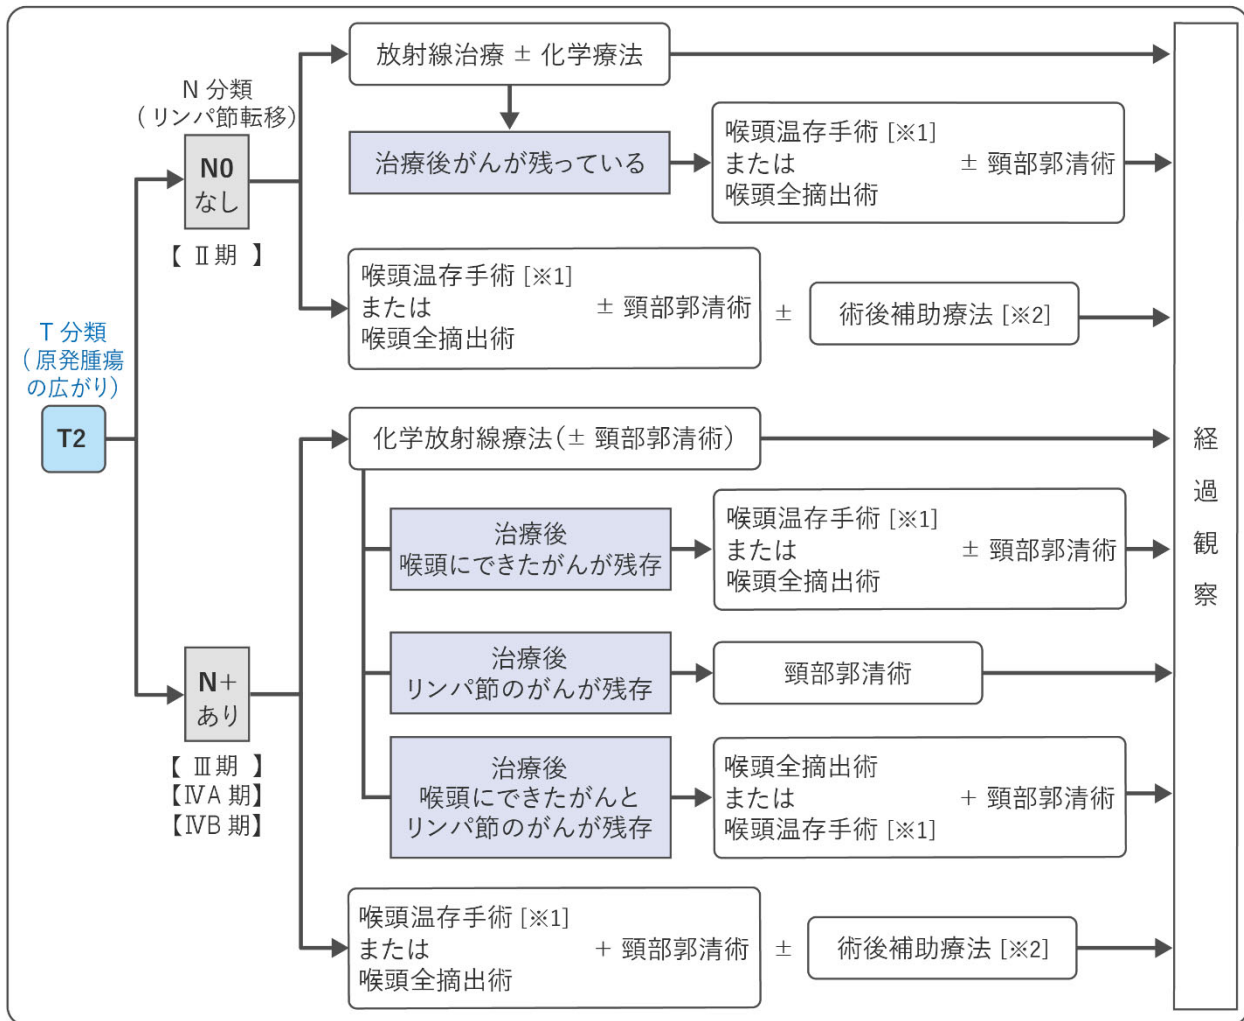 T 分類
(原発腫瘍
の広がり)
T2
N 分類
(リンパ節転移)
N0
なし
【 Ⅱ期 】
放射線治療 ± 化学療法
治療後がんが残っている
喉頭温存手術 [※1]
または ± 頸部郭清術
喉頭全摘出術
喉頭温存手術 [※1]
または ± 頸部郭清術 ± 術後補助療法 [※2]
喉頭全摘出術
N+
あり
【 Ⅲ期 】
【ⅣA 期】
【ⅣB 期】
化学放射線療法(± 頸部郭清術)
治療後
喉頭にできたがんが残存
喉頭温存手術 [※1]
または ± 頸部郭清術
喉頭全摘出術
治療後
リンパ節のがんが残存
頸部郭清術
治療後
喉頭にできたがんと
リンパ節のがんが残存
喉頭全摘出術
または + 頸部郭清術
喉頭温存手術 [※1]
喉頭温存手術 [※1]
または + 頸部郭清術 ± 術後補助療法 [※2]
喉頭全摘出術
経過観察